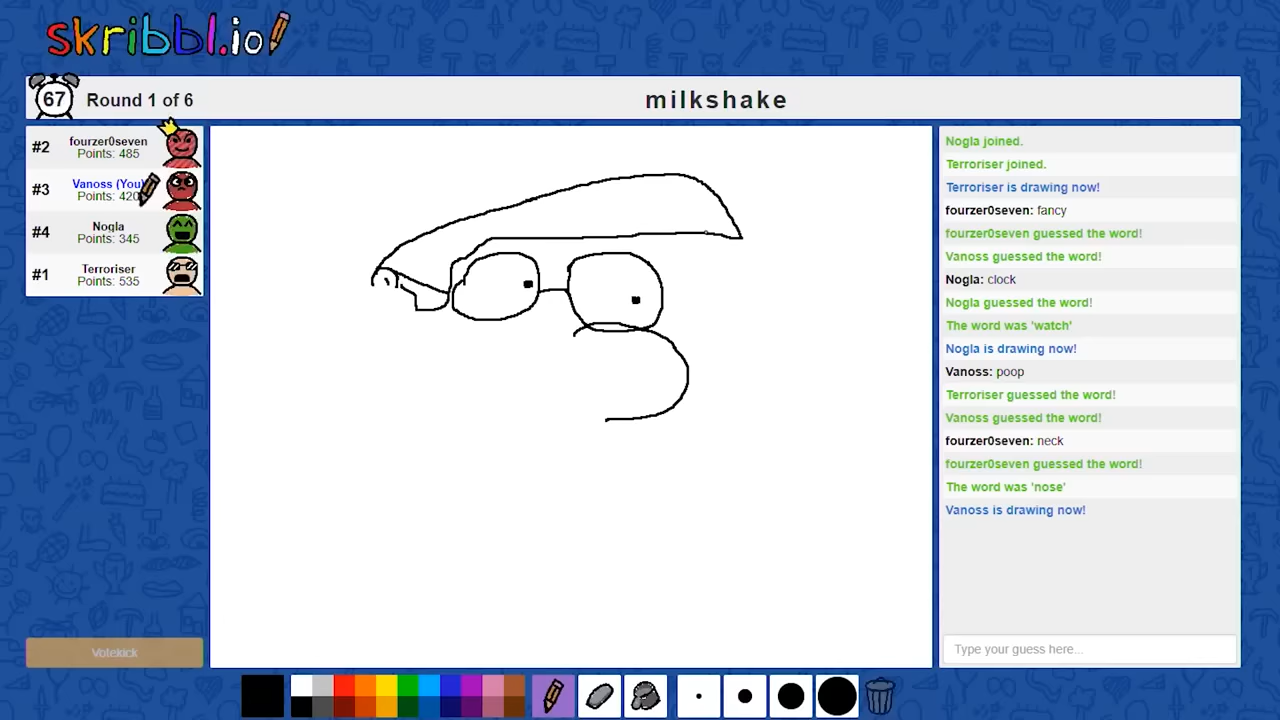 skribbl.io
67
Round 1 of 6
milkshake
#2
fourzer0seven
Points: 485
#3
Vanoss (You)
Points: 420
#4
Nogla
Points: 345
#1
Terroriser
Points: 535
Nogla joined.
Terroriser joined.
Terroriser is drawing now!
fourzer0seven: fancy
fourzer0seven guessed the word!
Vanoss guessed the word!
Nogla: clock
Nogla guessed the word!
The word was 'watch'
Nogla is drawing now!
Vanoss: poop
Terroriser guessed the word!
Vanoss guessed the word!
fourzer0seven: neck
fourzer0seven guessed the word!
The word was 'nose'
Vanoss is drawing now!
Votekick
Type your guess here...